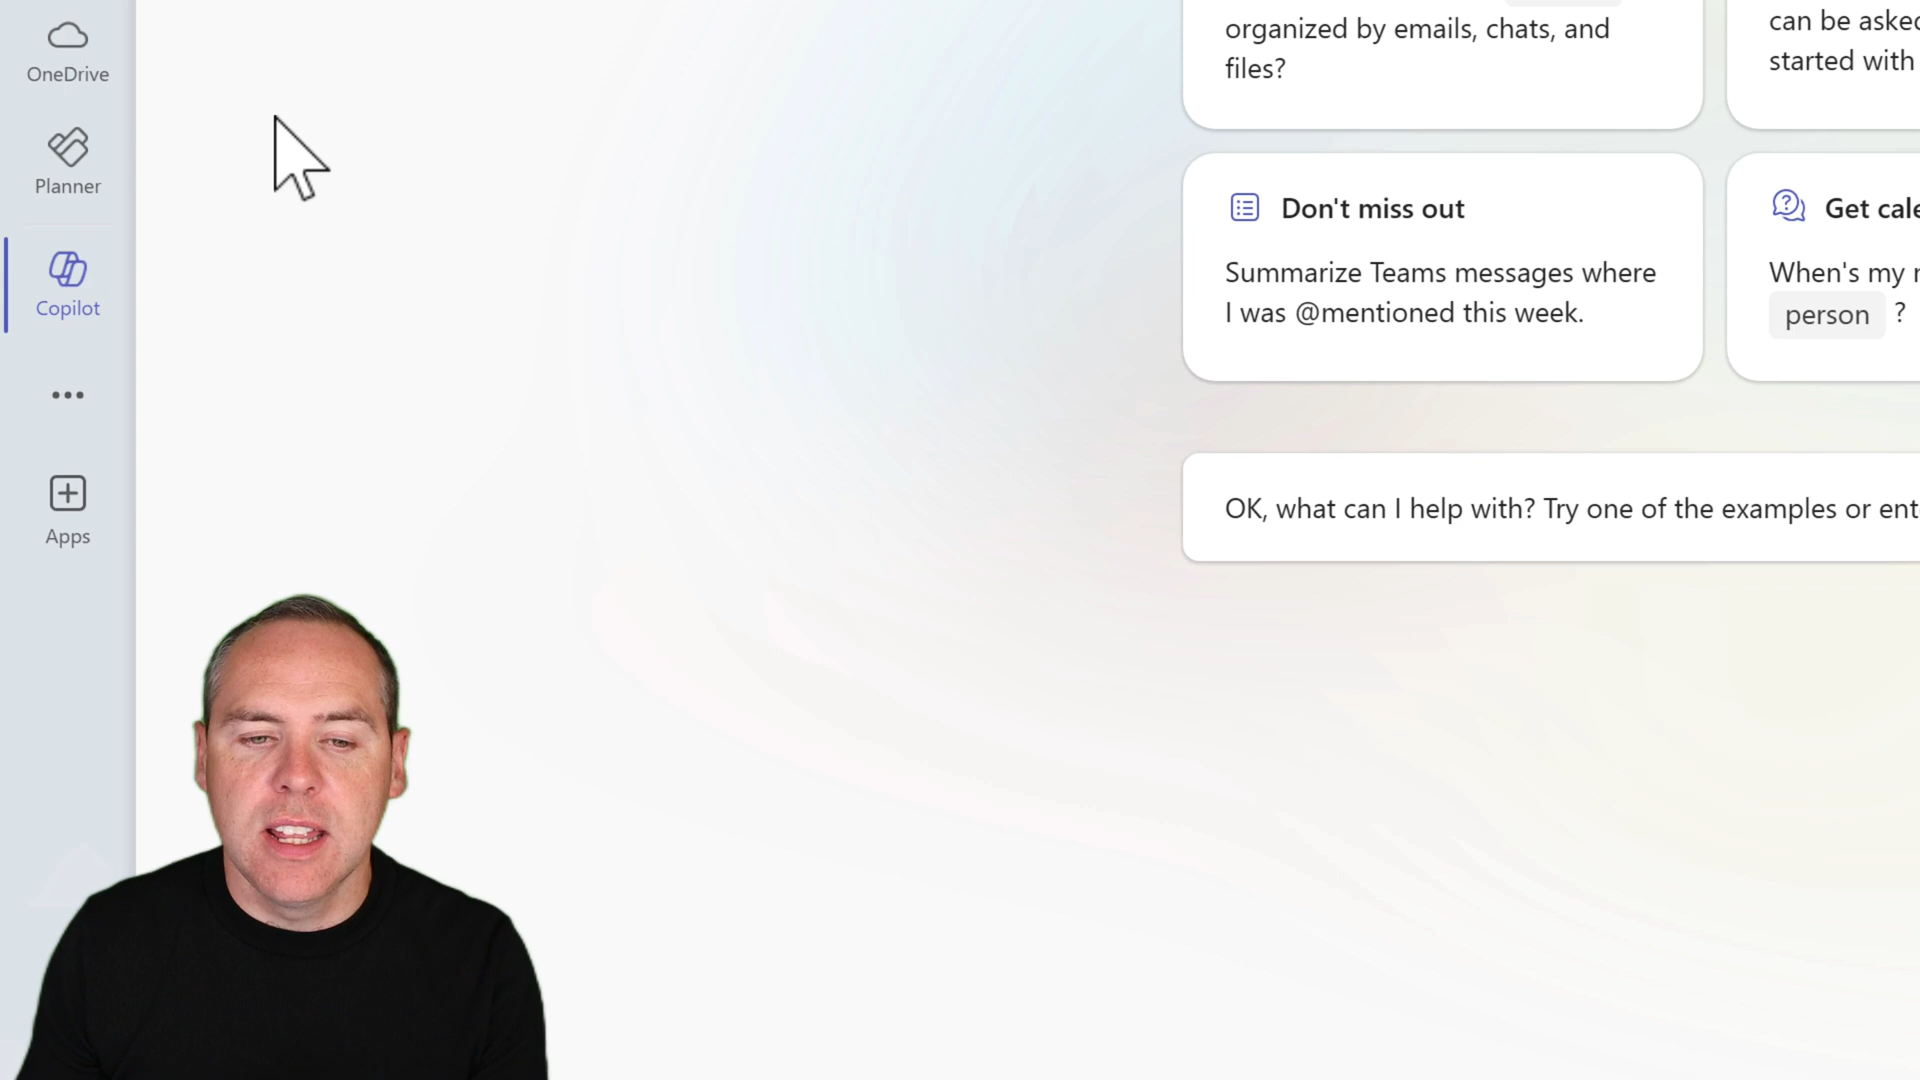 OneDrive
Planner
Copilot
Apps
organized by emails, chats, and
files?
can be asked
started with
Don't miss out
Summarize Teams messages where
I was @mentioned this week.
Get cale
When's my r
person ?
OK, what can I help with? Try one of the examples or ent